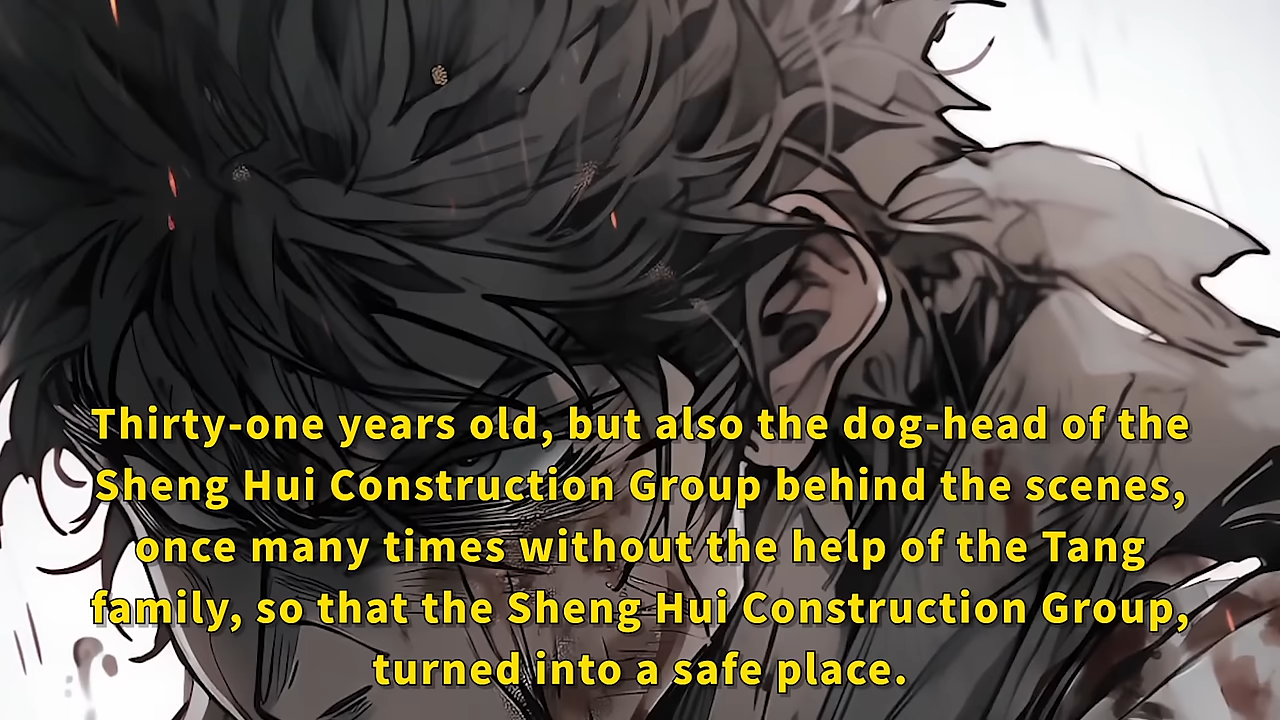 Thirty-one years old, but also the dog-head of the
Sheng Hui Construction Group behind the scenes,
once many times without the help of the Tang
family, so that the Sheng Hui Construction Group,
turned into a safe place.